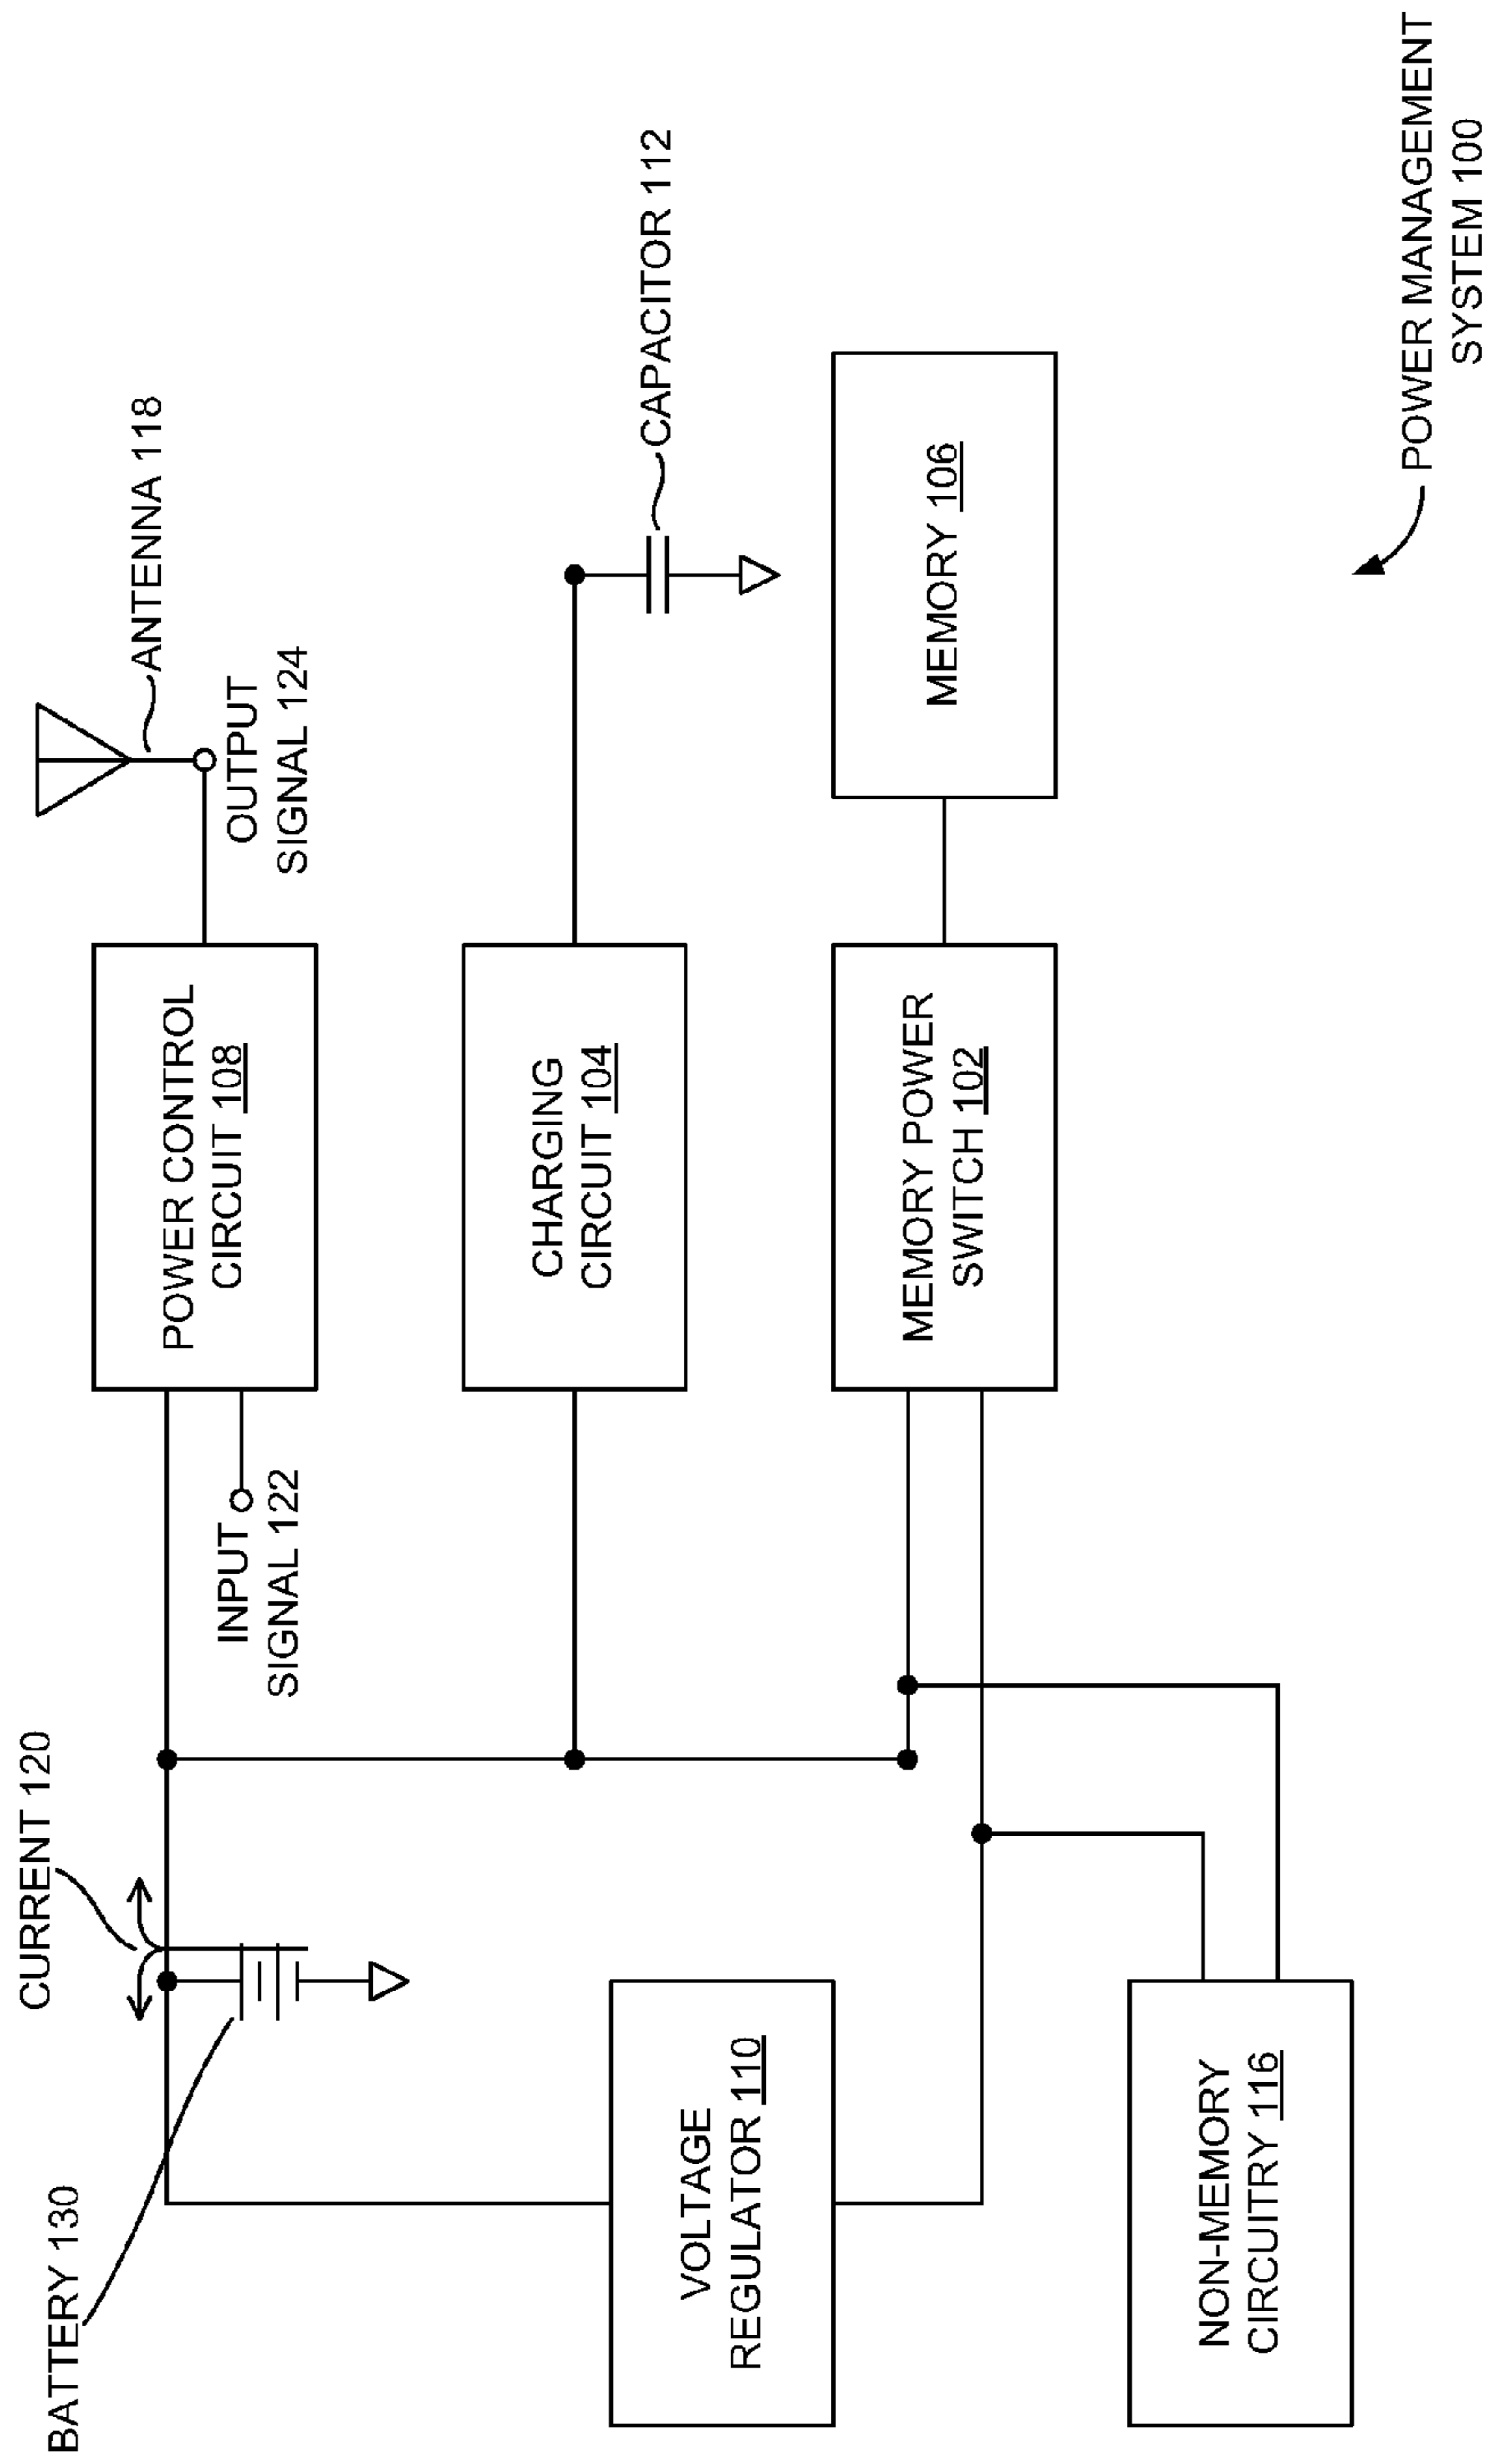 BATTERY 130
CURRENT 120
ANTENNA 118
POWER CONTROL
CIRCUIT 108
INPUT
SIGNAL 122
OUTPUT
SIGNAL 124
CHARGING
CIRCUIT 104
CAPACITOR 112
VOLTAGE
REGULATOR 110
MEMORY POWER
SWITCH 102
MEMORY 106
NON-MEMORY
CIRCUITRY 116
POWER MANAGEMENT
SYSTEM 100